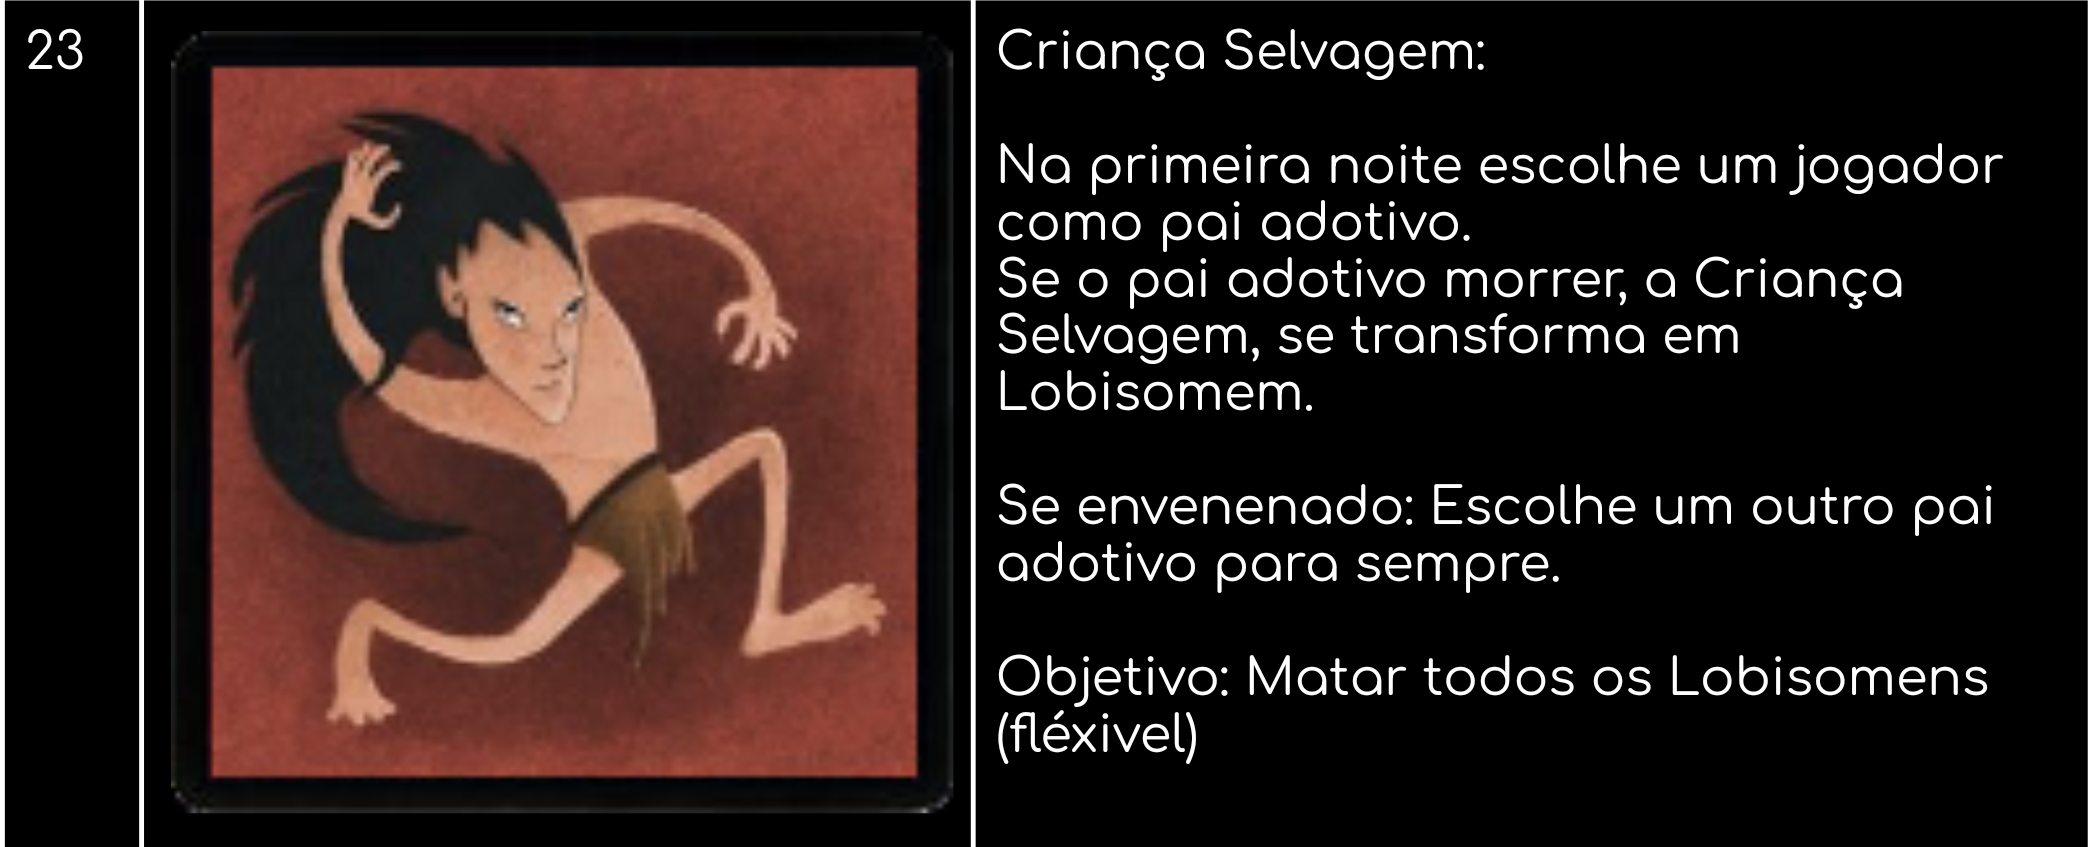 23
Criança Selvagem:
Na primeira noite escolhe um jogador
como pai adotivo.
Se o pai adotivo morrer, a Criança
Selvagem, se transforma em
Lobisomem.
Se envenenado: Escolhe um outro pai
adotivo para sempre.
Objetivo: Matar todos os Lobisomens
(fléxivel)